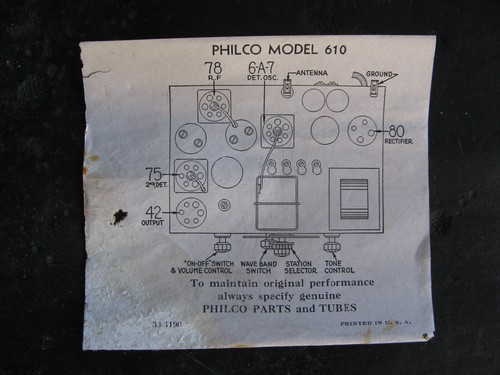 PHILCO MODEL 610
78
R.F
6-A-7
DET. OSC.
ANTENNA
GROUND
80
RECTIFIER
75
2ND DET.
42
OUTPUT
"ON-OFF" SWITCH
& VOLUME CONTROL
WAVE BAND
SWITCH
STATION
SELECTOR
TONE
CONTROL
To maintain original performance
always specify genuine
PHILCO PARTS and TUBES
33-4190
PRINTED IN U. S. A.